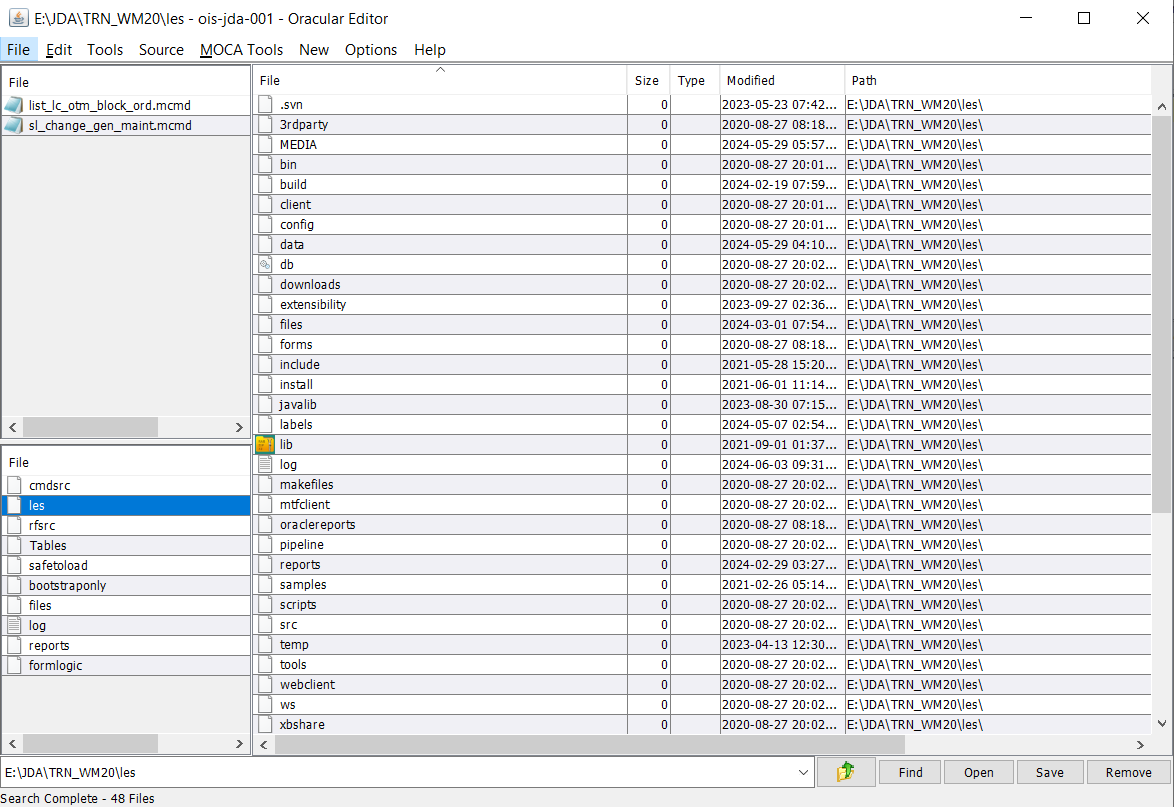 E:\JDA\TRN_WM20\les - ois-jda-001 - Oracular Editor
File Edit Tools Source MOCA Tools New Options Help
File
list_lc_otm_block_ord.mcmd
sl_change_gen_maint.mcmd
File
cmdsrc
les
rfsrc
Tables
safetoload
bootstraponly
files
log
reports
formlogic
File Size Type Modified Path
.svn 0 2023-05-23 07:42... E:\JDA\TRN_WM20\les\
3rdparty 0 2020-08-27 08:18... E:\JDA\TRN_WM20\les\
MEDIA 0 2024-05-29 05:57... E:\JDA\TRN_WM20\les\
bin 0 2020-08-27 20:01... E:\JDA\TRN_WM20\les\
build 0 2024-02-19 07:59... E:\JDA\TRN_WM20\les\
client 0 2020-08-27 20:01... E:\JDA\TRN_WM20\les\
config 0 2020-08-27 20:01... E:\JDA\TRN_WM20\les\
data 0 2024-05-29 04:10... E:\JDA\TRN_WM20\les\
db 0 2020-08-27 20:02... E:\JDA\TRN_WM20\les\
downloads 0 2020-08-27 20:02... E:\JDA\TRN_WM20\les\
extensibility 0 2023-09-27 02:36... E:\JDA\TRN_WM20\les\
files 0 2024-03-01 07:54... E:\JDA\TRN_WM20\les\
forms 0 2020-08-27 08:18... E:\JDA\TRN_WM20\les\
include 0 2021-05-28 15:20... E:\JDA\TRN_WM20\les\
install 0 2021-06-01 11:14... E:\JDA\TRN_WM20\les\
javalib 0 2023-08-30 07:15... E:\JDA\TRN_WM20\les\
labels 0 2024-05-07 02:54... E:\JDA\TRN_WM20\les\
lib 0 2021-09-01 01:37... E:\JDA\TRN_WM20\les\
log 0 2024-06-03 09:31... E:\JDA\TRN_WM20\les\
makefiles 0 2020-08-27 20:02... E:\JDA\TRN_WM20\les\
mtfclient 0 2020-08-27 20:02... E:\JDA\TRN_WM20\les\
oraclereports 0 2020-08-27 08:18... E:\JDA\TRN_WM20\les\
pipeline 0 2020-08-27 20:02... E:\JDA\TRN_WM20\les\
reports 0 2024-02-29 03:27... E:\JDA\TRN_WM20\les\
samples 0 2021-02-26 05:14... E:\JDA\TRN_WM20\les\
scripts 0 2020-08-27 20:02... E:\JDA\TRN_WM20\les\
src 0 2020-08-27 20:02... E:\JDA\TRN_WM20\les\
temp 0 2023-04-13 12:30... E:\JDA\TRN_WM20\les\
tools 0 2020-08-27 20:02... E:\JDA\TRN_WM20\les\
webclient 0 2020-08-27 20:02... E:\JDA\TRN_WM20\les\
ws 0 2020-08-27 20:02... E:\JDA\TRN_WM20\les\
xbshare 0 2020-08-27 20:02... E:\JDA\TRN_WM20\les\
E:\JDA\TRN_WM20\les Find Open Save Remove
Search Complete - 48 Files